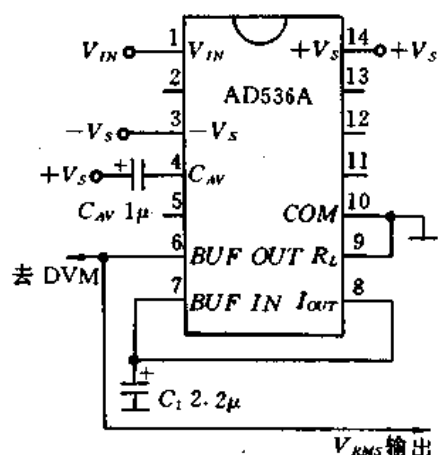 V_IN 1 V_IN +V_S 14 +V_S
2 13
AD536A
-V_S 3 -V_S 12
+V_S + 4 C_AV 11
C_AV 1μ 5 COM 10
去 DVM 6 BUF OUT R_L 9
7 BUF IN I_OUT 8
+
C_1 2.2μ
V_RMS 输出